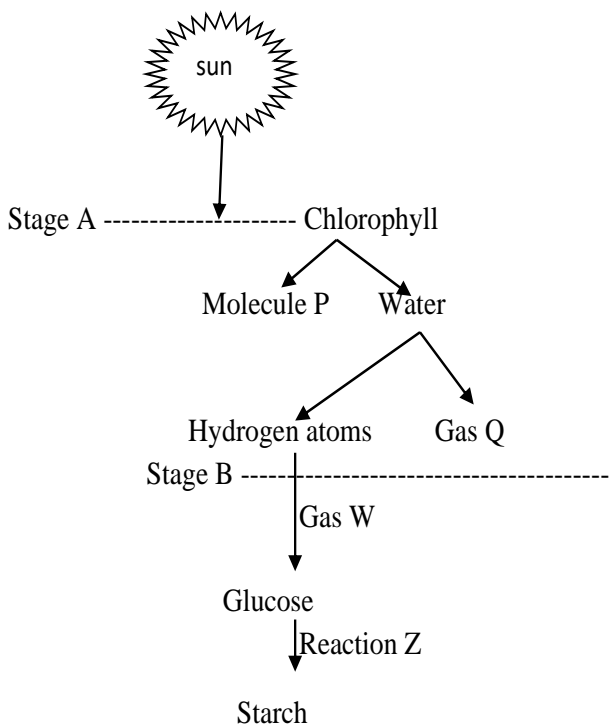 sun
Stage A ---------------------- Chlorophyll
Molecule P Water
Hydrogen atoms Gas Q
Stage B ------------------------------------
Gas W
Glucose
Reaction Z
Starch